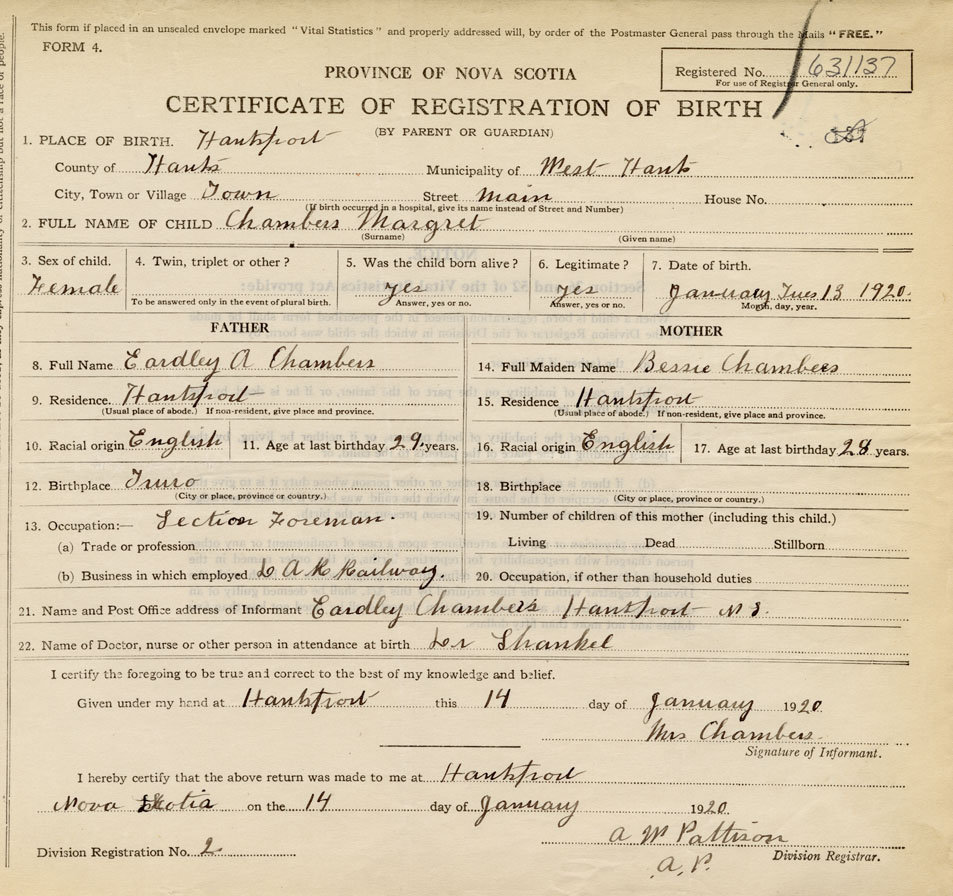 This form if placed in an unsealed envelope marked "Vital Statistics" and properly addressed will, by order of the Postmaster General pass through the Mails "FREE."
FORM 4.
Registered No. 631137
For use of Registrar General only.
PROVINCE OF NOVA SCOTIA
CERTIFICATE OF REGISTRATION OF BIRTH
(BY PARENT OR GUARDIAN)
1. PLACE OF BIRTH. Hantsport
County of Hants Municipality of West Hants
City, Town or Village Town Street main House No.
(If birth occurred in a hospital, give its name instead of Street and Number)
2. FULL NAME OF CHILD Chambers Margret
(Surname) (Given name)
3. Sex of child. 4. Twin, triplet or other? 5. Was the child born alive? 6. Legitimate? 7. Date of birth.
Female yes yes January Tues 13 1920.
To be answered only in the event of plural birth. Answer, yes or no. Answer, yes or no. Month, day, year.
FATHER MOTHER
8. Full Name Eardley A Chambers 14. Full Maiden Name Bessie Chambers
9. Residence. Hantsport 15. Residence Hantsport
(Usual place of abode.) If non-resident, give place and province. (Usual place of abode.) If non-resident, give place and province.
10. Racial origin English 11. Age at last birthday 29 years. 16. Racial origin English 17. Age at last birthday 28 years.
12. Birthplace Truro 18. Birthplace
(City or place, province or country.) (City or place, province or country.)
13. Occupation:— Section Foreman. 19. Number of children of this mother (including this child.)
(a) Trade or profession Living Dead Stillborn
(b) Business in which employed D A R Railway. 20. Occupation, if other than household duties
21. Name and Post Office address of Informant Eardley Chambers Hantsport N S.
22. Name of Doctor, nurse or other person in attendance at birth Dr Shankel
I certify the foregoing to be true and correct to the best of my knowledge and belief.
Given under my hand at Hantsport this 14 day of January 1920
Mrs Chambers.
Signature of Informant.
I hereby certify that the above return was made to me at Hantsport
Nova Scotia on the 14 day of January 1920
A W Pattison
Division Registration No. 2 A. P. Division Registrar.